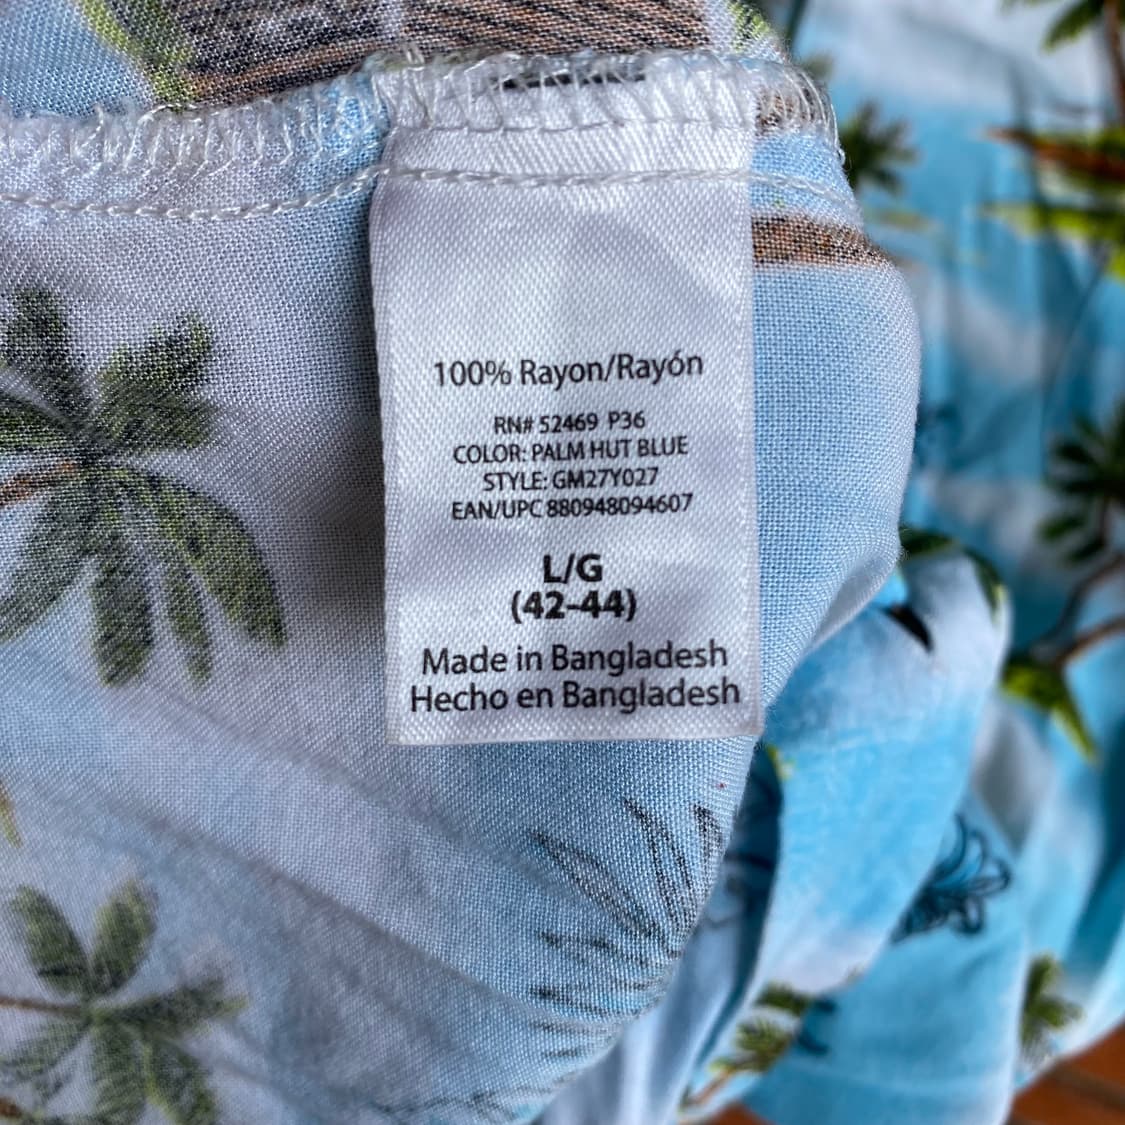 100% Rayon/Rayón
RN# 52469 P36
COLOR: PALM HUT BLUE
STYLE: GM27Y027
EAN/UPC 880948094607
L/G
(42-44)
Made in Bangladesh
Hecho en Bangladesh